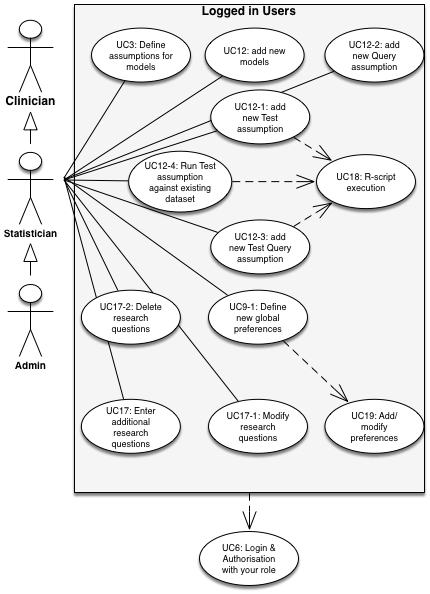 Logged in Users
UC3: Define
assumptions for
models
UC12: add new
models
UC12-2: add
new Query
assumption
Clinician
UC12-1: add
new Test
assumption
UC12-4: Run Test
assumption
against existing
dataset
UC18: R-script
execution
Statistician
UC12-3: add
new Test Query
assumption
UC17-2: Delete
research
questions
UC9-1: Define
new global
preferences
Admin
UC17: Enter
additional
research
questions
UC17-1: Modify
research
questions
UC19: Add/
modify
preferences
UC6: Login &
Authorisation
with your role